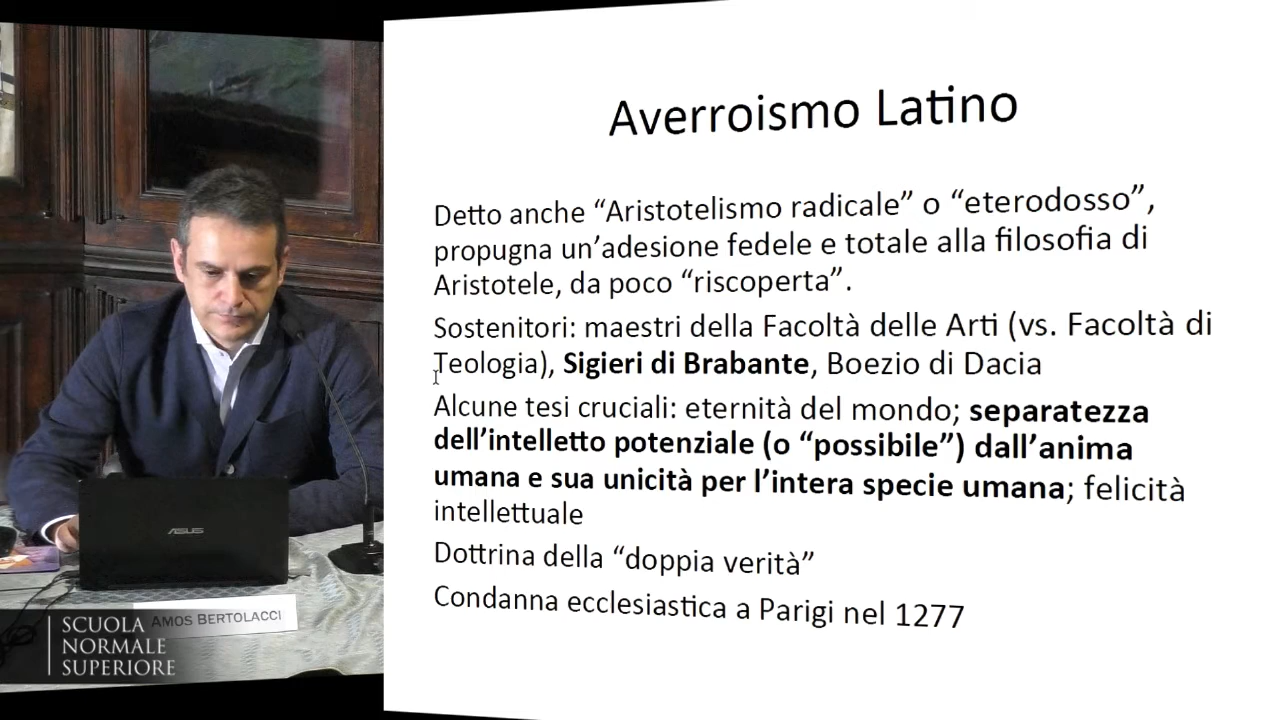 Averroismo Latino
Detto anche “Aristotelismo radicale” o “eterodosso”,
propugna un’adesione fedele e totale alla filosofia di
Aristotele, da poco “riscoperta”.
Sostenitori: maestri della Facoltà delle Arti (vs. Facoltà di
Teologia), Sigieri di Brabante, Boezio di Dacia
Alcune tesi cruciali: eternità del mondo; separatezza
dell’intelletto potenziale (o “possibile”) dall’anima
umana e sua unicità per l’intera specie umana; felicità
intellettuale
Dottrina della “doppia verità”
Condanna ecclesiastica a Parigi nel 1277
ASUS
AMOS BERTOLACCI
SCUOLA
NORMALE
SUPERIORE